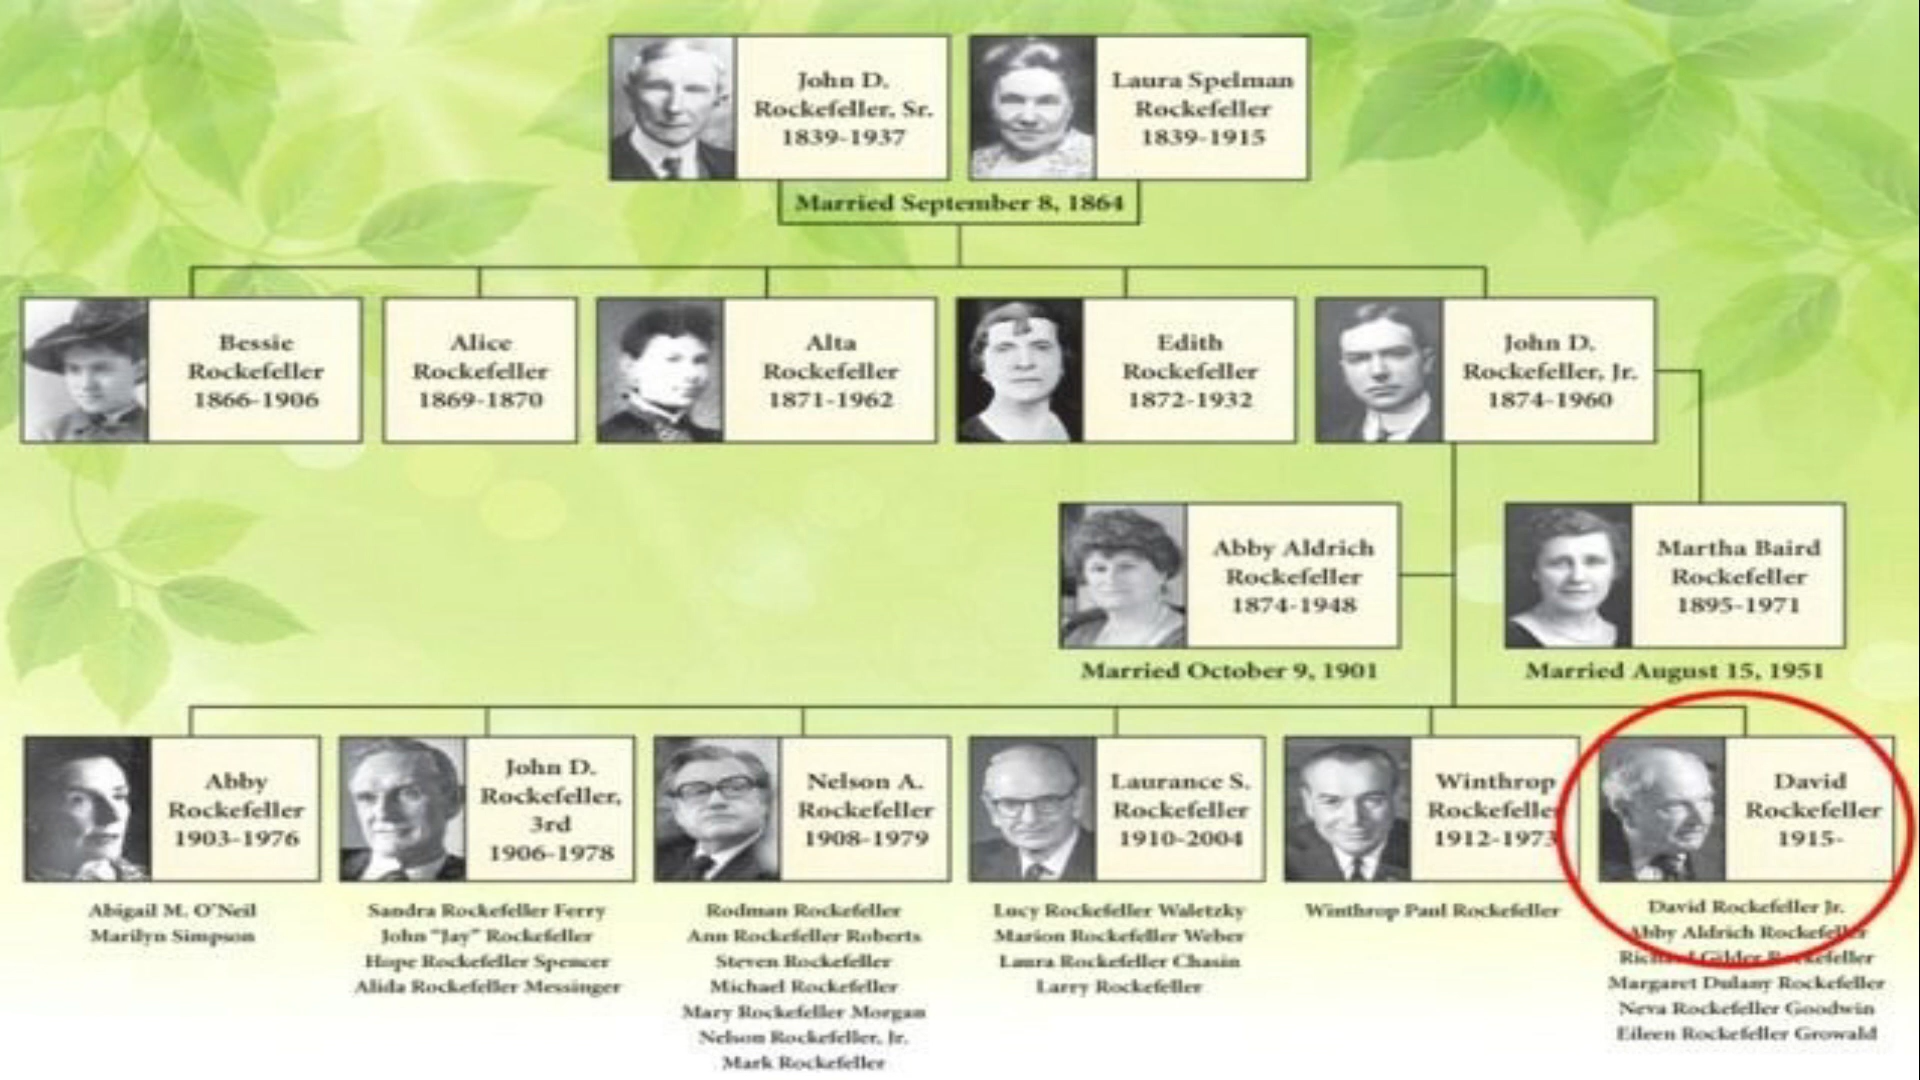 John D.
Rockefeller, Sr.
1839-1937
Laura Spelman
Rockefeller
1839-1915
Married September 8, 1864
Bessie
Rockefeller
1866-1906
Alice
Rockefeller
1869-1870
Alta
Rockefeller
1871-1962
Edith
Rockefeller
1872-1932
John D.
Rockefeller, Jr.
1874-1960
Abby Aldrich
Rockefeller
1874-1948
Married October 9, 1901
Martha Baird
Rockefeller
1895-1971
Married August 15, 1951
Abby
Rockefeller
1903-1976
John D.
Rockefeller,
3rd
1906-1978
Nelson A.
Rockefeller
1908-1979
Laurance S.
Rockefeller
1910-2004
Winthrop
Rockefeller
1912-1973
David
Rockefeller
1915-
Abigail M. O'Neil
Marilyn Simpson
Sandra Rockefeller Ferry
John "Jay" Rockefeller
Hope Rockefeller Spencer
Alida Rockefeller Messinger
Rodman Rockefeller
Ann Rockefeller Roberts
Steven Rockefeller
Michael Rockefeller
Mary Rockefeller Morgan
Nelson Rockefeller, Jr.
Mark Rockefeller
Lucy Rockefeller Waletzky
Marion Rockefeller Weber
Laura Rockefeller Chasin
Larry Rockefeller
Winthrop Paul Rockefeller
David Rockefeller Jr.
Abby Aldrich Rockefeller
Richard Gilder Rockefeller
Margaret Dulany Rockefeller
Neva Rockefeller Goodwin
Eileen Rockefeller Growald